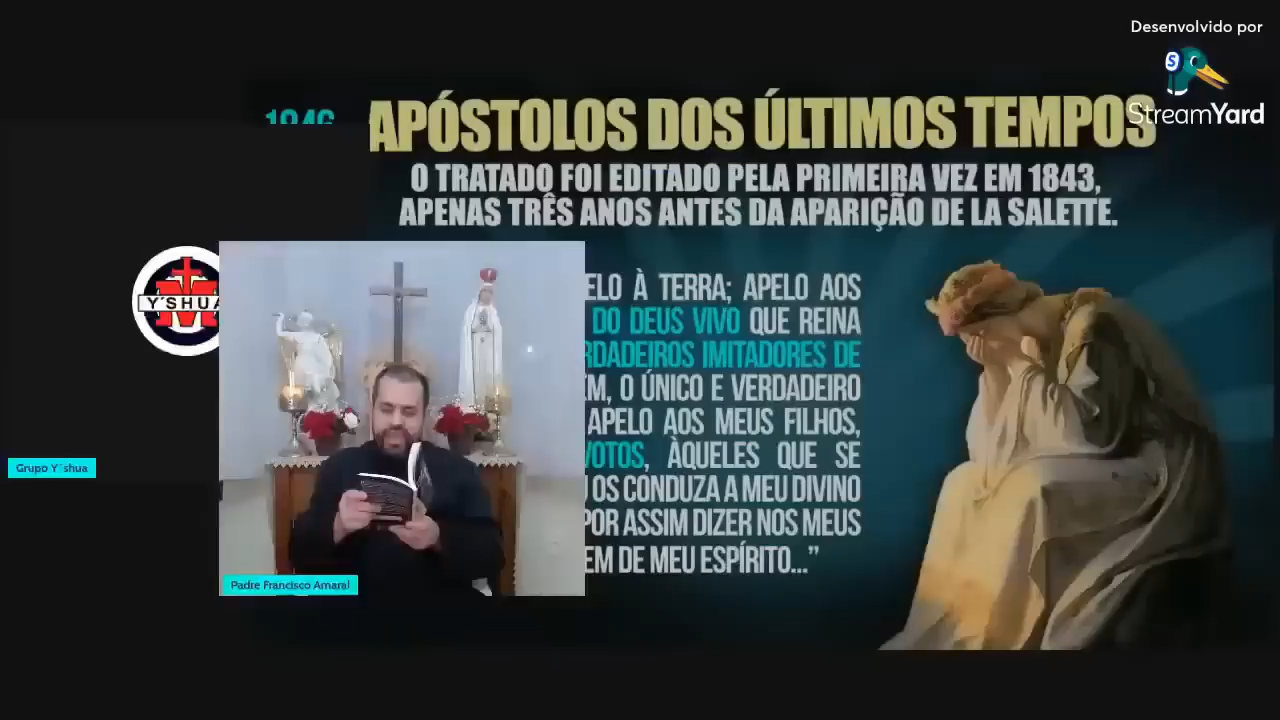 Desenvolvido por
StreamYard
1846
APÓSTOLOS DOS ÚLTIMOS TEMPOS
O TRATADO FOI EDITADO PELA PRIMEIRA VEZ EM 1843,
APENAS TRÊS ANOS ANTES DA APARIÇÃO DE LA SALETTE.
ELO À TERRA; APELO AOS
DO DEUS VIVO QUE REINA
RDADEIROS IMITADORES DE
EM, O ÚNICO E VERDADEIRO
APELO AOS MEUS FILHOS,
VOTOS, ÀQUELES QUE SE
OS CONDUZA A MEU DIVINO
POR ASSIM DIZER NOS MEUS
EM DE MEU ESPÍRITO..."
Y'SHUA
Grupo Y´shua
Padre Francisco Amaral